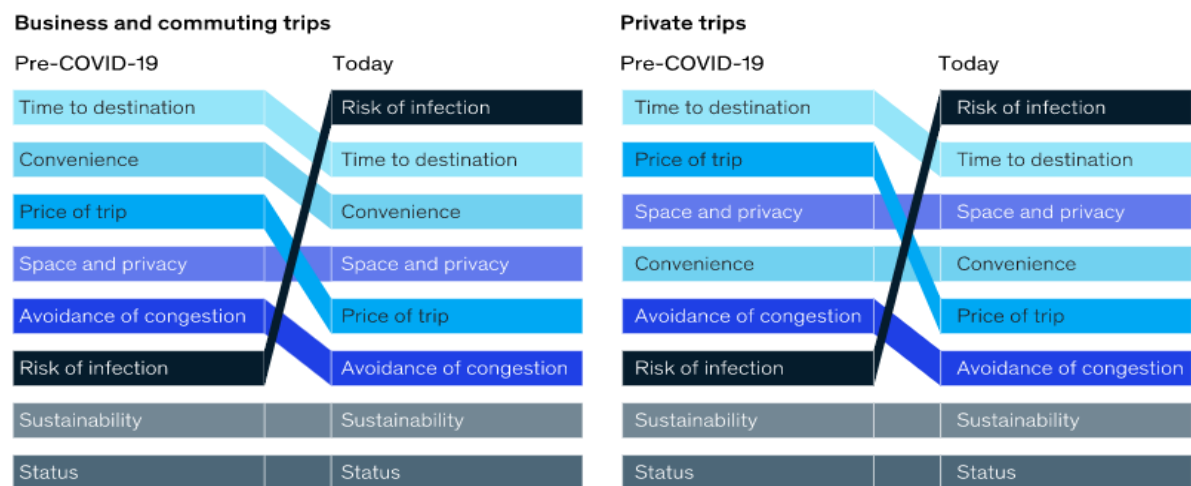 Business and commuting trips
Pre-COVID-19
Today
Time to destination
Convenience
Price of trip
Space and privacy
Avoidance of congestion
Risk of infection
Sustainability
Status
Risk of infection
Time to destination
Convenience
Space and privacy
Price of trip
Avoidance of congestion
Sustainability
Status
Private trips
Pre-COVID-19
Today
Time to destination
Price of trip
Space and privacy
Convenience
Avoidance of congestion
Risk of infection
Sustainability
Status
Risk of infection
Time to destination
Space and privacy
Convenience
Price of trip
Avoidance of congestion
Sustainability
Status